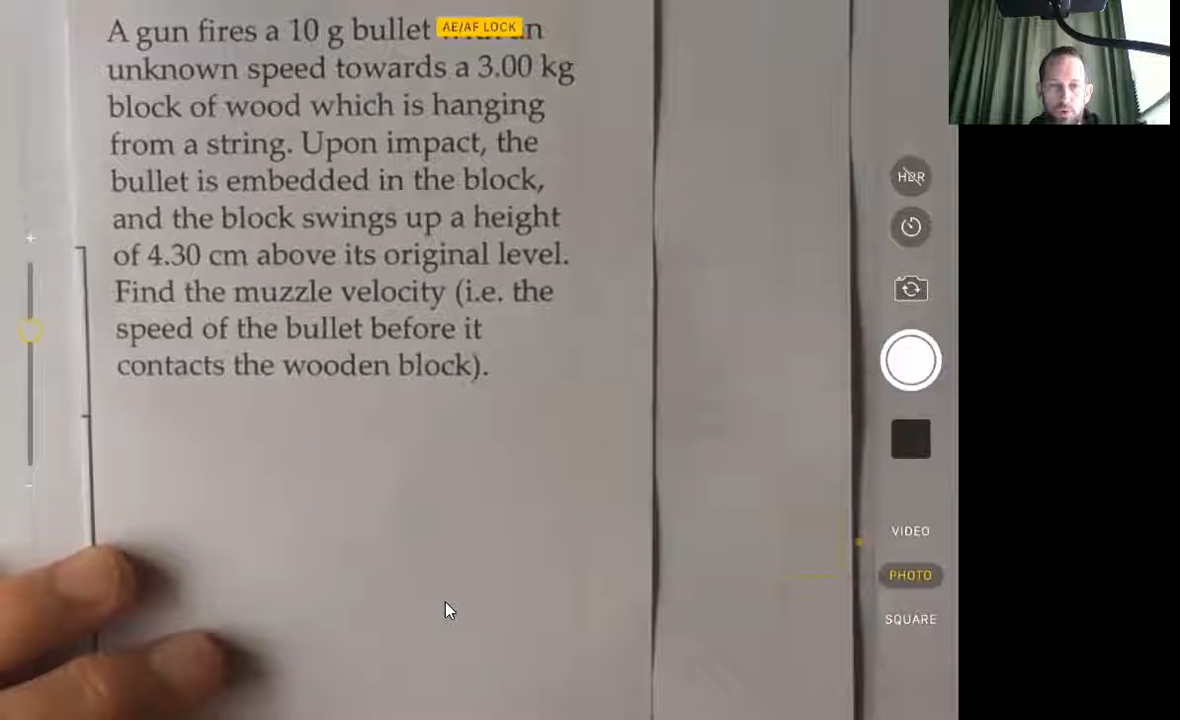 A gun fires a 10 g bullet AE/AF LOCK
unknown speed towards a 3.00 kg
block of wood which is hanging
from a string. Upon impact, the
bullet is embedded in the block,
and the block swings up a height
of 4.30 cm above its original level.
Find the muzzle velocity (i.e. the
speed of the bullet before it
contacts the wooden block).
HDR
VIDEO
PHOTO
SQUARE